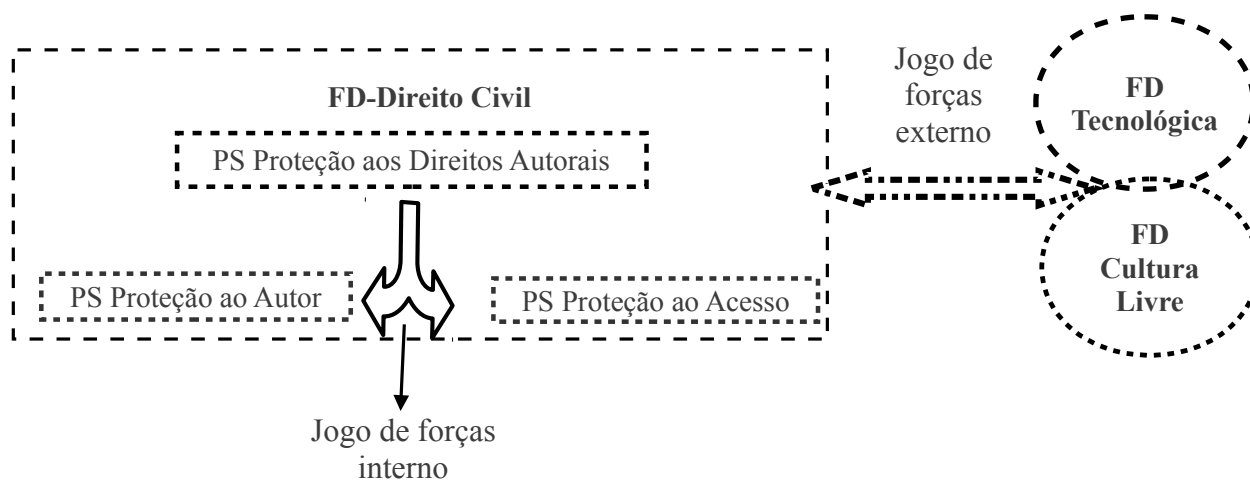 FD-Direito Civil
PS Proteção aos Direitos Autorais
PS Proteção ao Autor
PS Proteção ao Acesso
Jogo de forças
interno
Jogo de
forças
externo
FD
Tecnológica
FD
Cultura
Livre